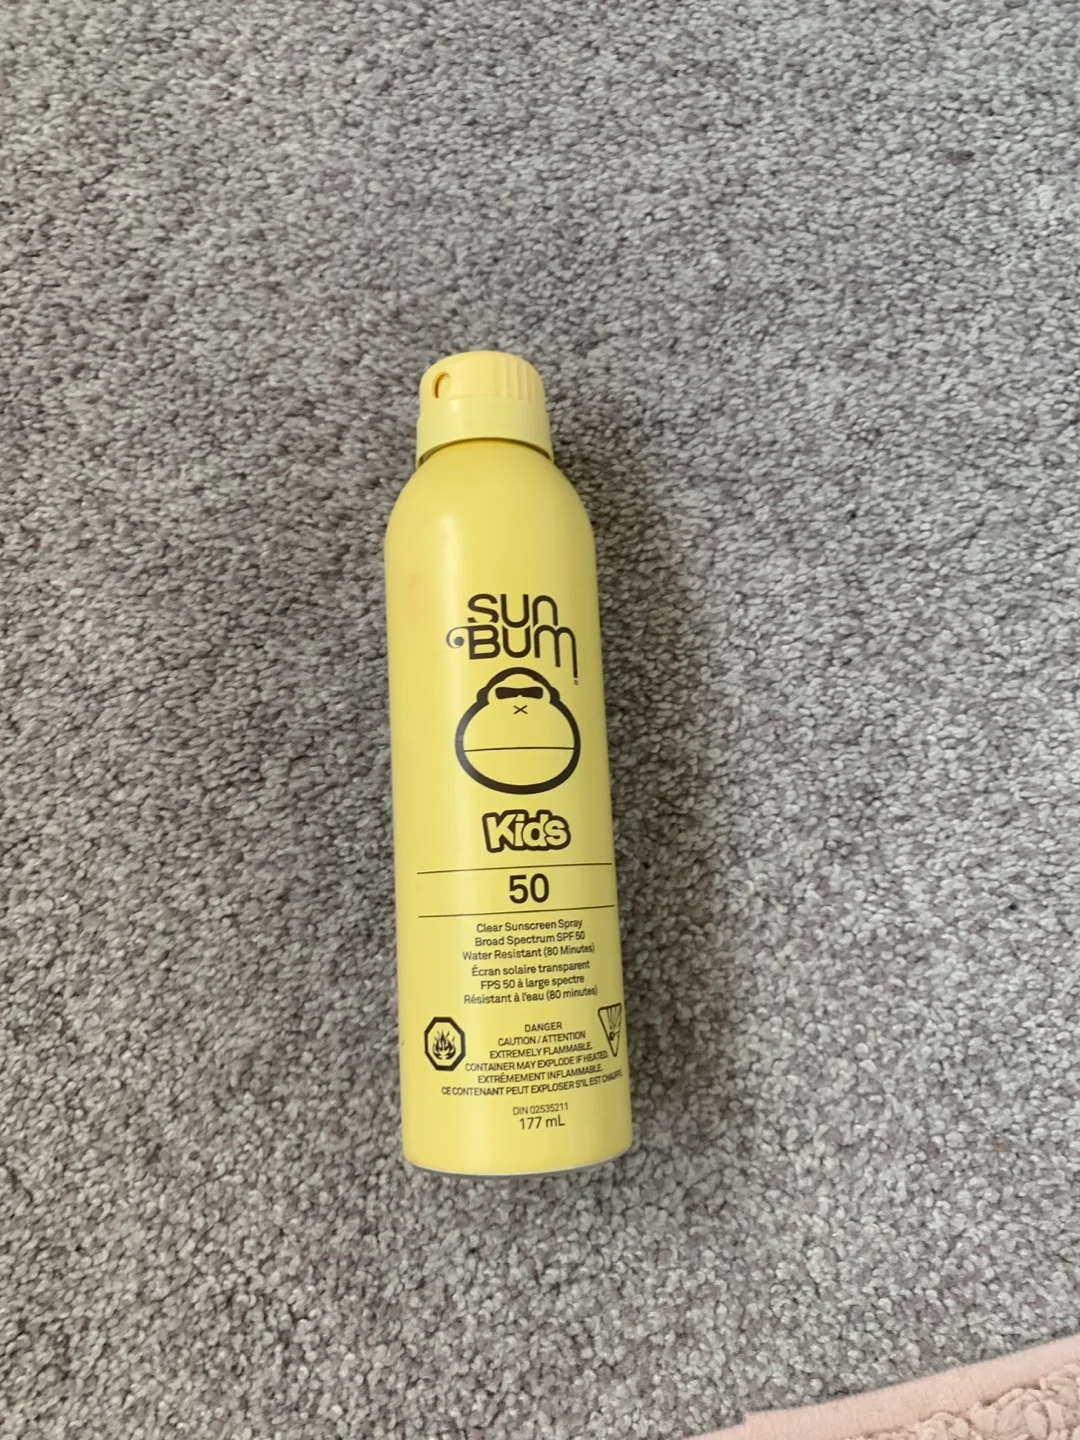 SUN
BUM
Kids
50
Clear Sunscreen Spray
Broad Spectrum SPF 50
Water Resistant (80 Minutes)
Écran solaire transparent
FPS 50 à large spectre
Résistant à l'eau (80 minutes)
DANGER
CAUTION / ATTENTION
EXTREMELY FLAMMABLE.
CONTAINER MAY EXPLODE IF HEATED.
EXTRÊMEMENT INFLAMMABLE.
CE CONTENANT PEUT EXPLOSER S'IL EST CHAUFFÉ.
DIN 02535211
177 mL